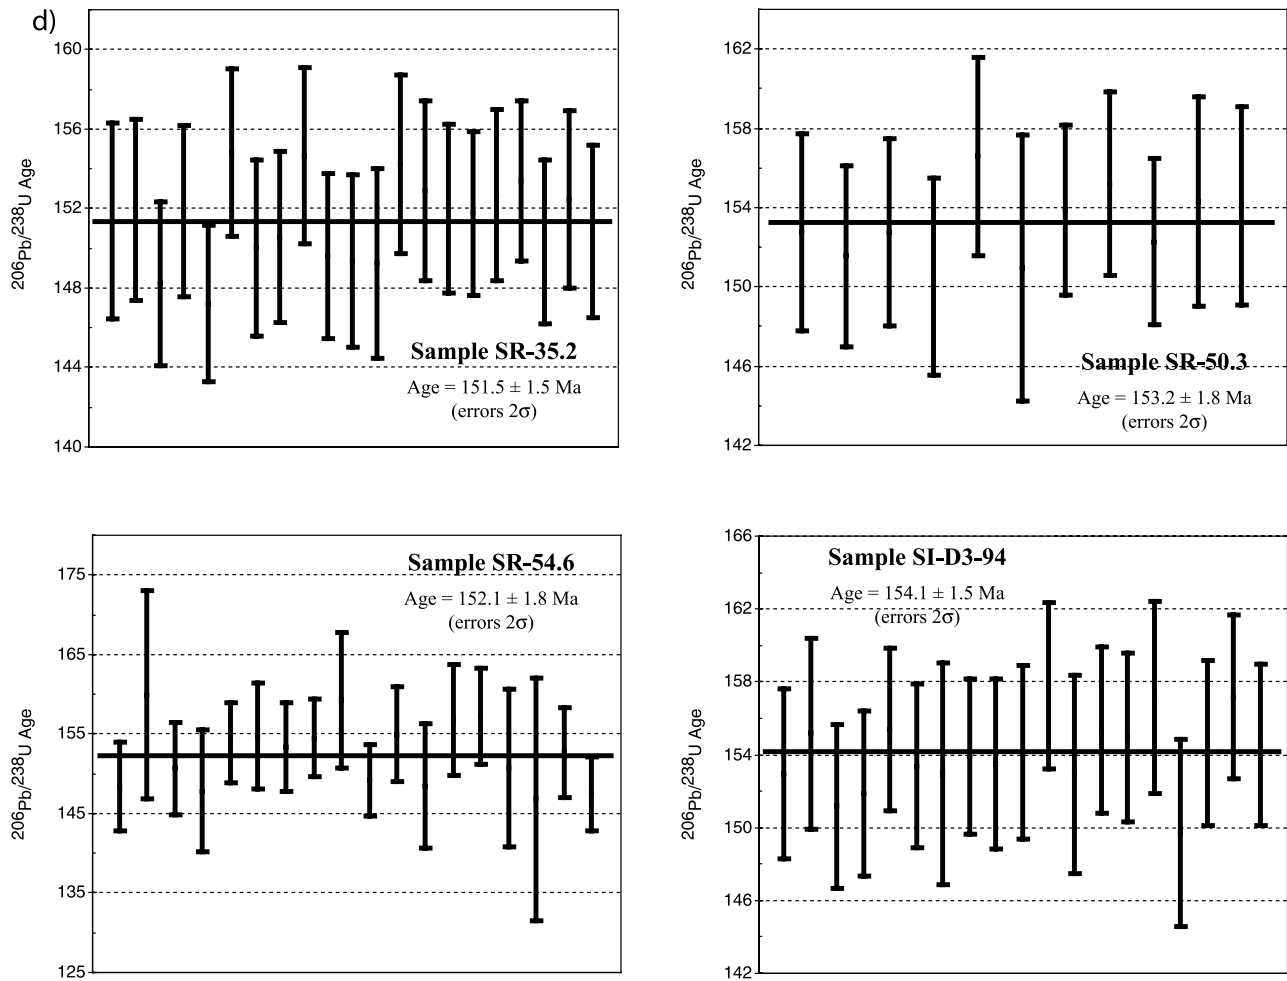 d)
206Pb/238U Age
160
156
152
148
144
140
Sample SR-35.2
Age = 151.5 ± 1.5 Ma
(errors 2σ)
206Pb/238U Age
162
158
154
150
146
142
Sample SR-50.3
Age = 153.2 ± 1.8 Ma
(errors 2σ)
206Pb/238U Age
175
165
155
145
135
125
Sample SR-54.6
Age = 152.1 ± 1.8 Ma
(errors 2σ)
206Pb/238U Age
166
162
158
154
150
146
142
Sample SI-D3-94
Age = 154.1 ± 1.5 Ma
(errors 2σ)